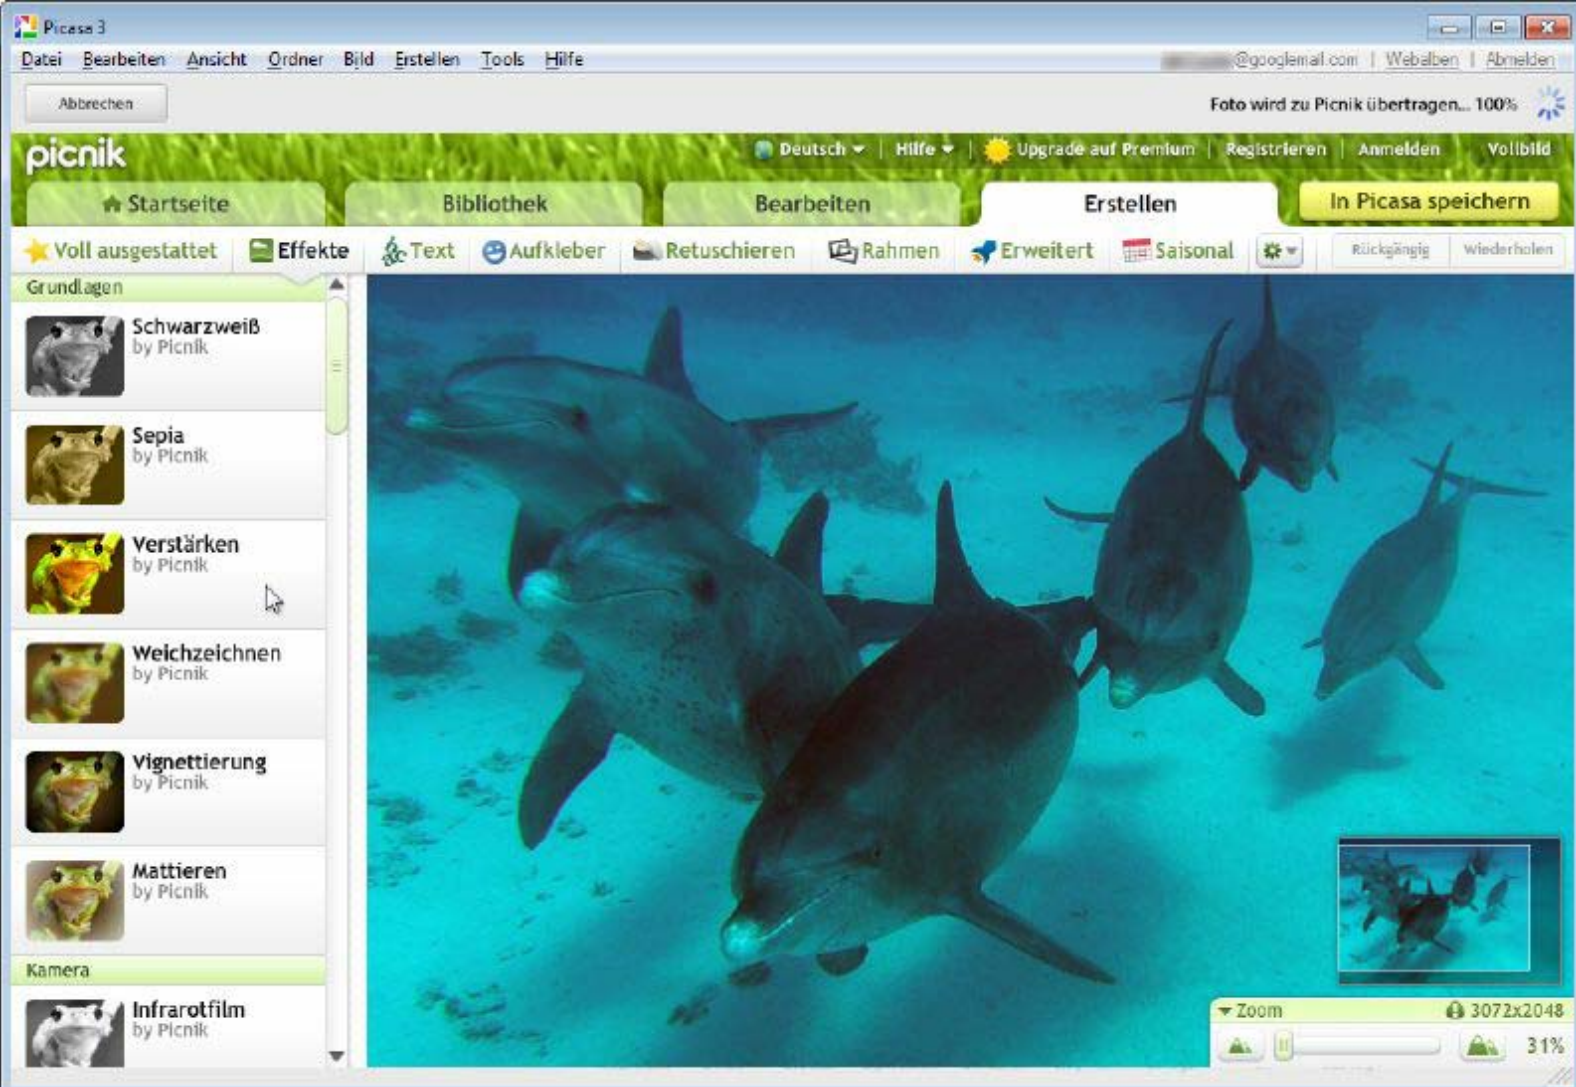 Picasa 3
Datei Bearbeiten Ansicht Ordner Bild Erstellen Tools Hilfe
@googlemail.com | Webalben | Abmelden
Abbrechen
Foto wird zu Picnik übertragen... 100%
picnik
Deutsch | Hilfe | Upgrade auf Premium | Registrieren | Anmelden Vollbild
Startseite Bibliothek Bearbeiten Erstellen In Picasa speichern
Voll ausgestattet Effekte Text Aufkleber Retuschieren Rahmen Erweitert Saisonal Rückgängig Wiederholen
Grundlagen
Schwarzweiß
by Picnik
Sepia
by Picnik
Verstärken
by Picnik
Weichzeichnen
by Picnik
Vignettierung
by Picnik
Mattieren
by Picnik
Kamera
Infrarotfilm
by Picnik
Zoom 3072x2048
31%